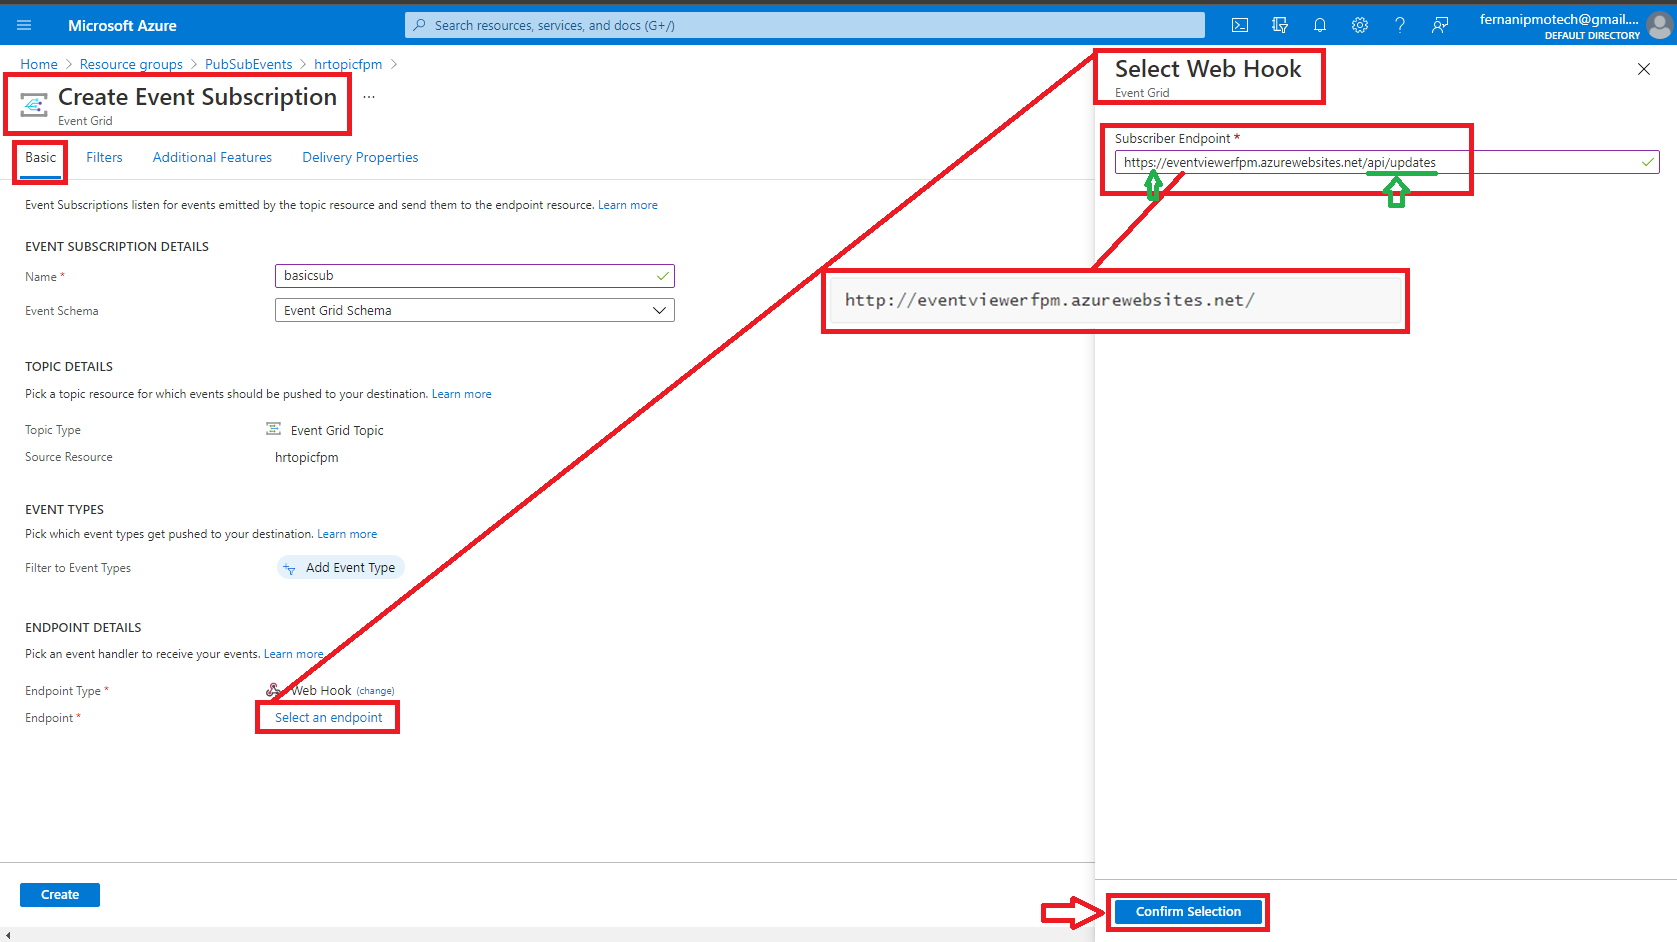 Microsoft Azure
Search resources, services, and docs (G+/)
fernanipmotech@gmail....
DEFAULT DIRECTORY
Home > Resource groups > PubSubEvents > hrtopicfpm >
Create Event Subscription ...
Event Grid
Basic Filters Additional Features Delivery Properties
Event Subscriptions listen for events emitted by the topic resource and send them to the endpoint resource. Learn more
EVENT SUBSCRIPTION DETAILS
Name * basicsub
Event Schema Event Grid Schema
TOPIC DETAILS
Pick a topic resource for which events should be pushed to your destination. Learn more
Topic Type Event Grid Topic
Source Resource hrtopicfpm
EVENT TYPES
Pick which event types get pushed to your destination. Learn more
Filter to Event Types Add Event Type
ENDPOINT DETAILS
Pick an event handler to receive your events. Learn more
Endpoint Type * Web Hook (change)
Endpoint * Select an endpoint
Create
Select Web Hook
Event Grid
Subscriber Endpoint *
https://eventviewerfpm.azurewebsites.net/api/updates
http://eventviewerfpm.azurewebsites.net/
Confirm Selection